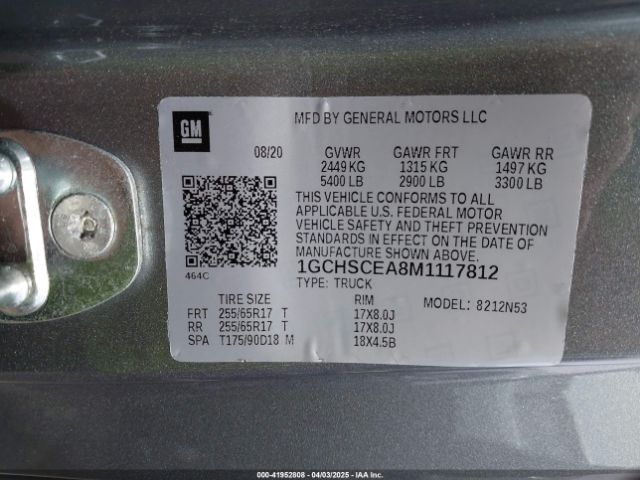 GM
MFD BY GENERAL MOTORS LLC
08/20 GVWR GAWR FRT GAWR RR
2449 KG 1315 KG 1497 KG
5400 LB 2900 LB 3300 LB
THIS VEHICLE CONFORMS TO ALL
APPLICABLE U.S. FEDERAL MOTOR
VEHICLE SAFETY AND THEFT PREVENTION
STANDARDS IN EFFECT ON THE DATE OF
MANUFACTURE SHOWN ABOVE.
464C
1GCHSCEA8M1117812
TYPE: TRUCK
TIRE SIZE RIM MODEL: 8212N53
FRT 255/65R17 T 17X8.0J
RR 255/65R17 T 17X8.0J
SPA T175/90D18 M 18X4.5B
00-41952808 - 04/03/2025 - IAAI.COM